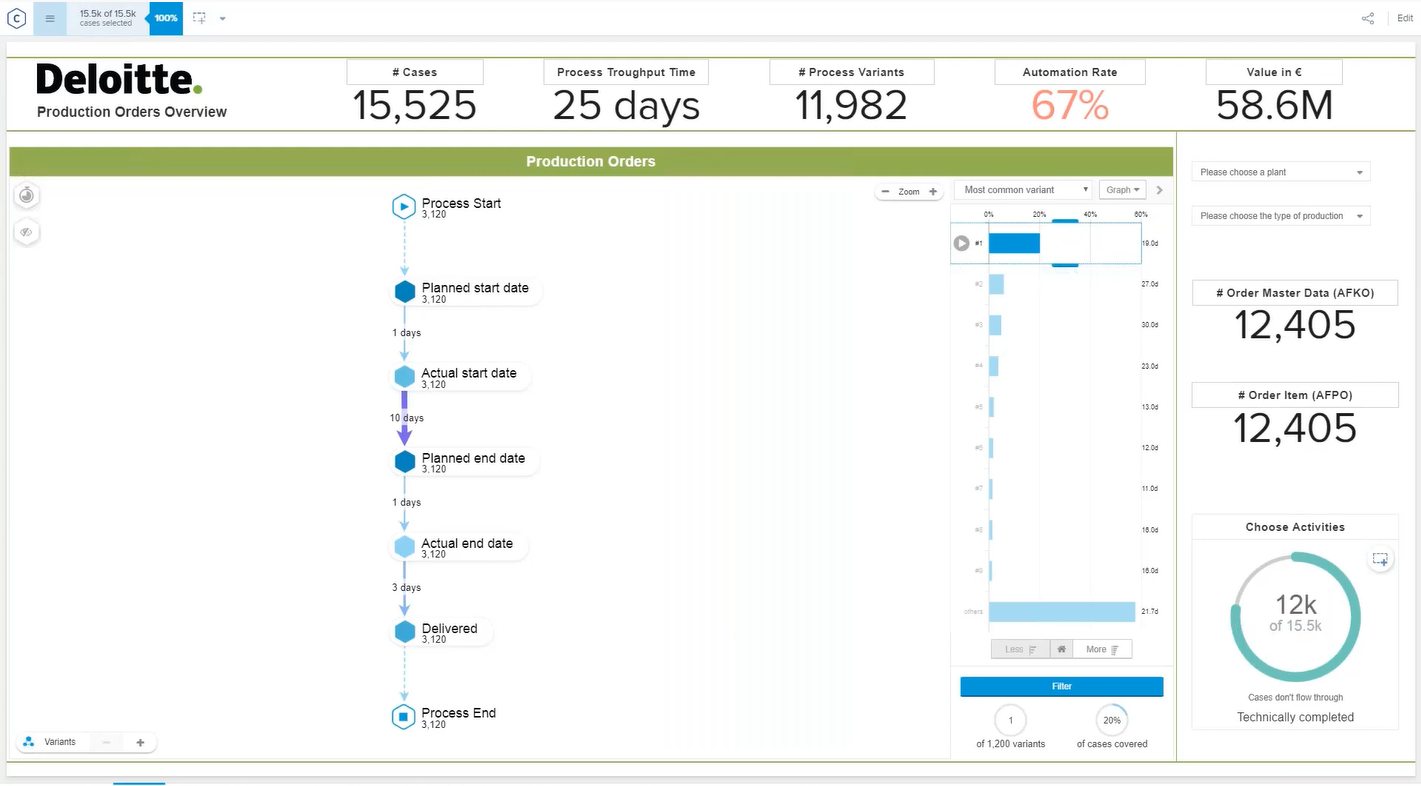 C
15.5k of 15.5k
cases selected
100%
Edit
Deloitte.
Production Orders Overview
# Cases
15,525
Process Troughput Time
25 days
# Process Variants
11,982
Automation Rate
67%
Value in €
58.6M
Production Orders
Process Start
3,120
Planned start date
3,120
1 days
Actual start date
3,120
10 days
Planned end date
3,120
1 days
Actual end date
3,120
3 days
Delivered
3,120
Process End
3,120
Variants
Zoom
Most common variant
Graph
0% 20% 40% 60%
#1 19.0d
#2 27.0d
#3 30.0d
#4 23.0d
#5 13.0d
#6 12.0d
#7 11.0d
#8 16.0d
#9 16.0d
others 21.7d
Less
More
Filter
1
of 1,200 variants
20%
of cases covered
Please choose a plant
Please choose the type of production
# Order Master Data (AFKO)
12,405
# Order Item (AFPO)
12,405
Choose Activities
12k
of 15.5k
Cases don't flow through
Technically completed